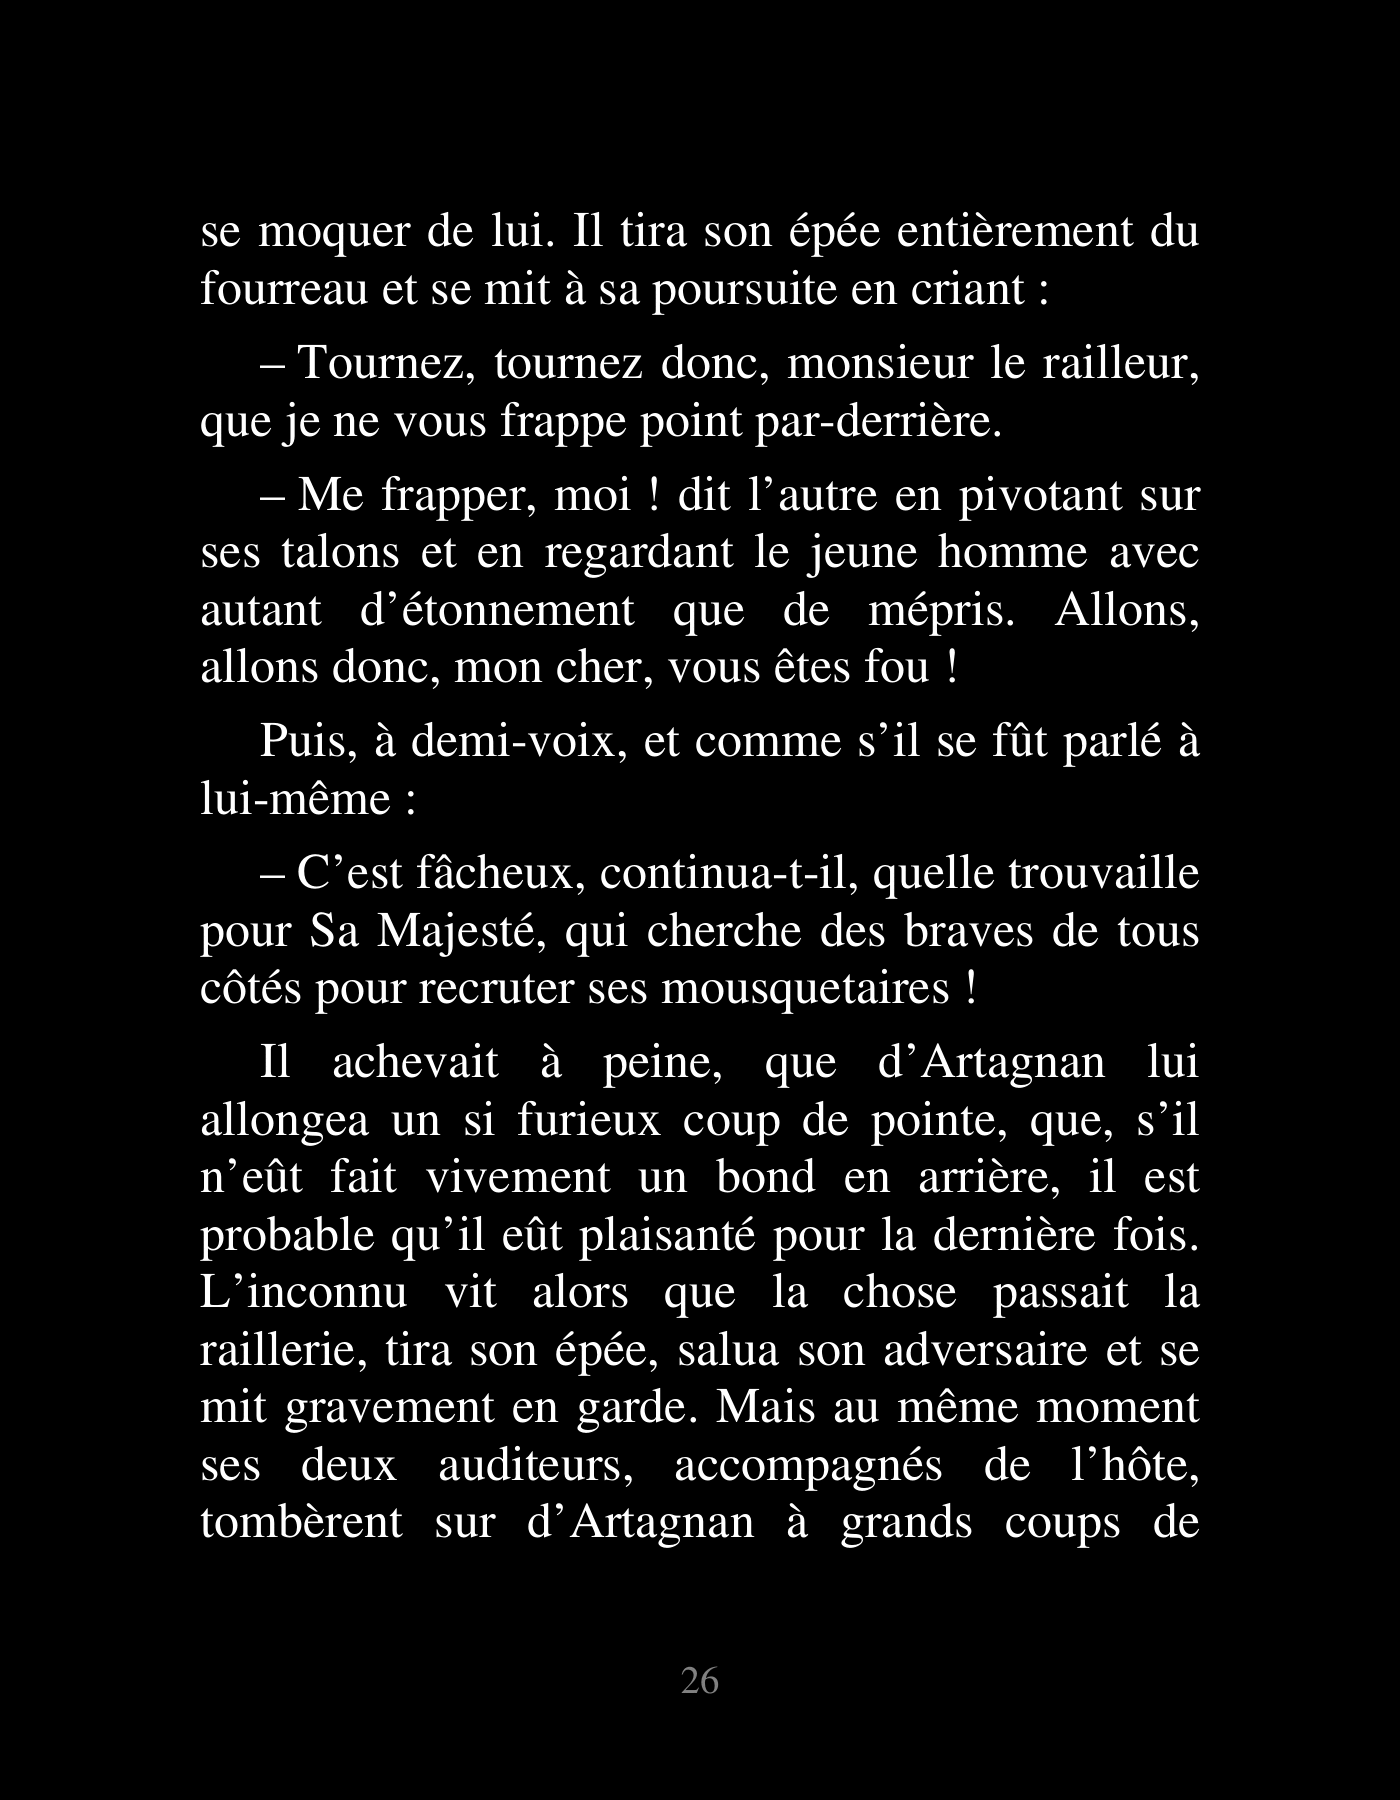 se moquer de lui. Il tira son épée entièrement du
fourreau et se mit à sa poursuite en criant :
– Tournez, tournez donc, monsieur le railleur,
que je ne vous frappe point par-derrière.
– Me frapper, moi ! dit l’autre en pivotant sur
ses talons et en regardant le jeune homme avec
autant d’étonnement que de mépris. Allons,
allons donc, mon cher, vous êtes fou !
Puis, à demi-voix, et comme s’il se fût parlé à
lui-même :
– C’est fâcheux, continua-t-il, quelle trouvaille
pour Sa Majesté, qui cherche des braves de tous
côtés pour recruter ses mousquetaires !
Il achevait à peine, que d’Artagnan lui
allongea un si furieux coup de pointe, que, s’il
n’eût fait vivement un bond en arrière, il est
probable qu’il eût plaisanté pour la dernière fois.
L’inconnu vit alors que la chose passait la
raillerie, tira son épée, salua son adversaire et se
mit gravement en garde. Mais au même moment
ses deux auditeurs, accompagnés de l’hôte,
tombèrent sur d’Artagnan à grands coups de
26